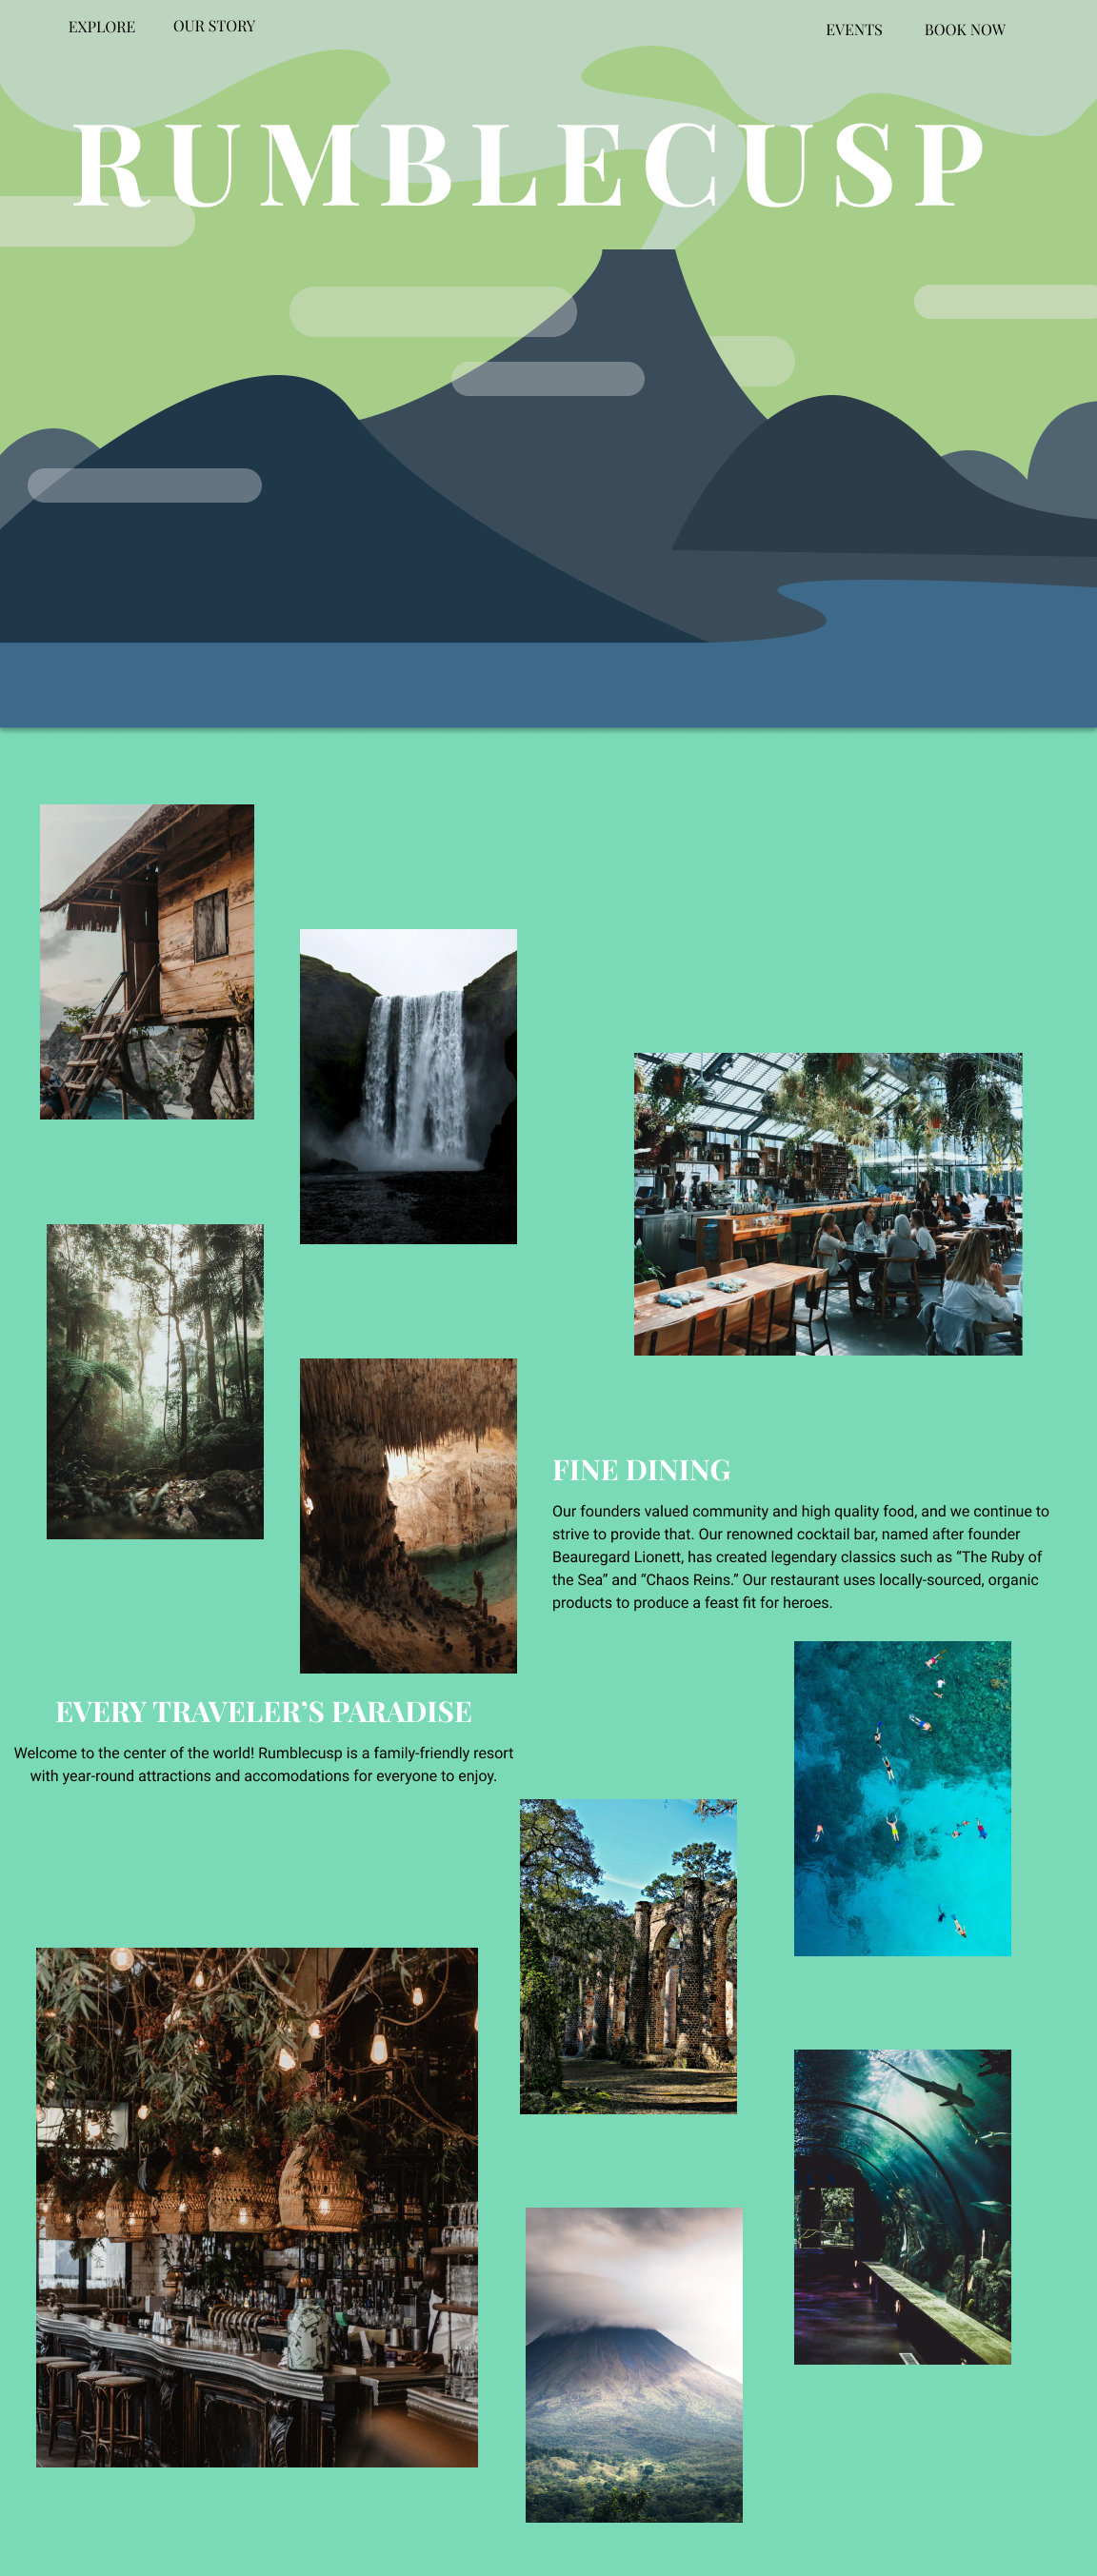 EXPLORE
OUR STORY
EVENTS
BOOK NOW
RUMBLECUSP
FINE DINING
Our founders valued community and high quality food, and we continue to
strive to provide that. Our renowned cocktail bar, named after founder
Beauregard Lionett, has created legendary classics such as “The Ruby of
the Sea” and “Chaos Reins.” Our restaurant uses locally-sourced, organic
products to produce a feast fit for heroes.
EVERY TRAVELER’S PARADISE
Welcome to the center of the world! Rumblecusp is a family-friendly resort
with year-round attractions and accomodations for everyone to enjoy.